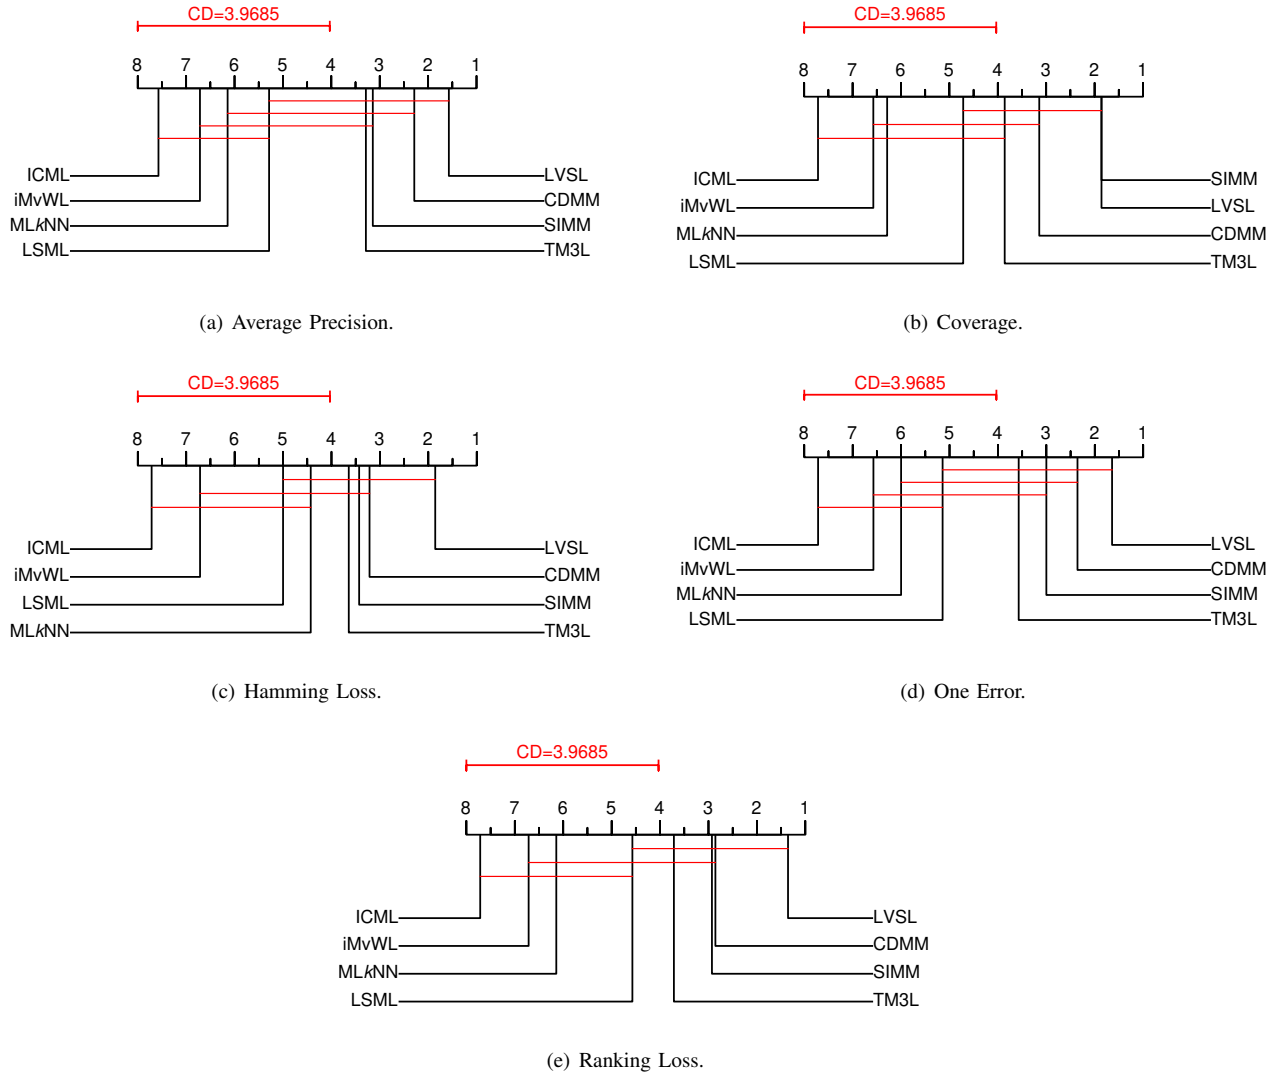 CD=3.9685
8 7 6 5 4 3 2 1
ICML LVSL
iMvWL CDMM
MLkNN SIMM
LSML TM3L
(a) Average Precision.
CD=3.9685
8 7 6 5 4 3 2 1
ICML SIMM
iMvWL LVSL
MLkNN CDMM
LSML TM3L
(b) Coverage.
CD=3.9685
8 7 6 5 4 3 2 1
ICML LVSL
iMvWL CDMM
LSML SIMM
MLkNN TM3L
(c) Hamming Loss.
CD=3.9685
8 7 6 5 4 3 2 1
ICML LVSL
iMvWL CDMM
MLkNN SIMM
LSML TM3L
(d) One Error.
CD=3.9685
8 7 6 5 4 3 2 1
ICML LVSL
iMvWL CDMM
MLkNN SIMM
LSML TM3L
(e) Ranking Loss.